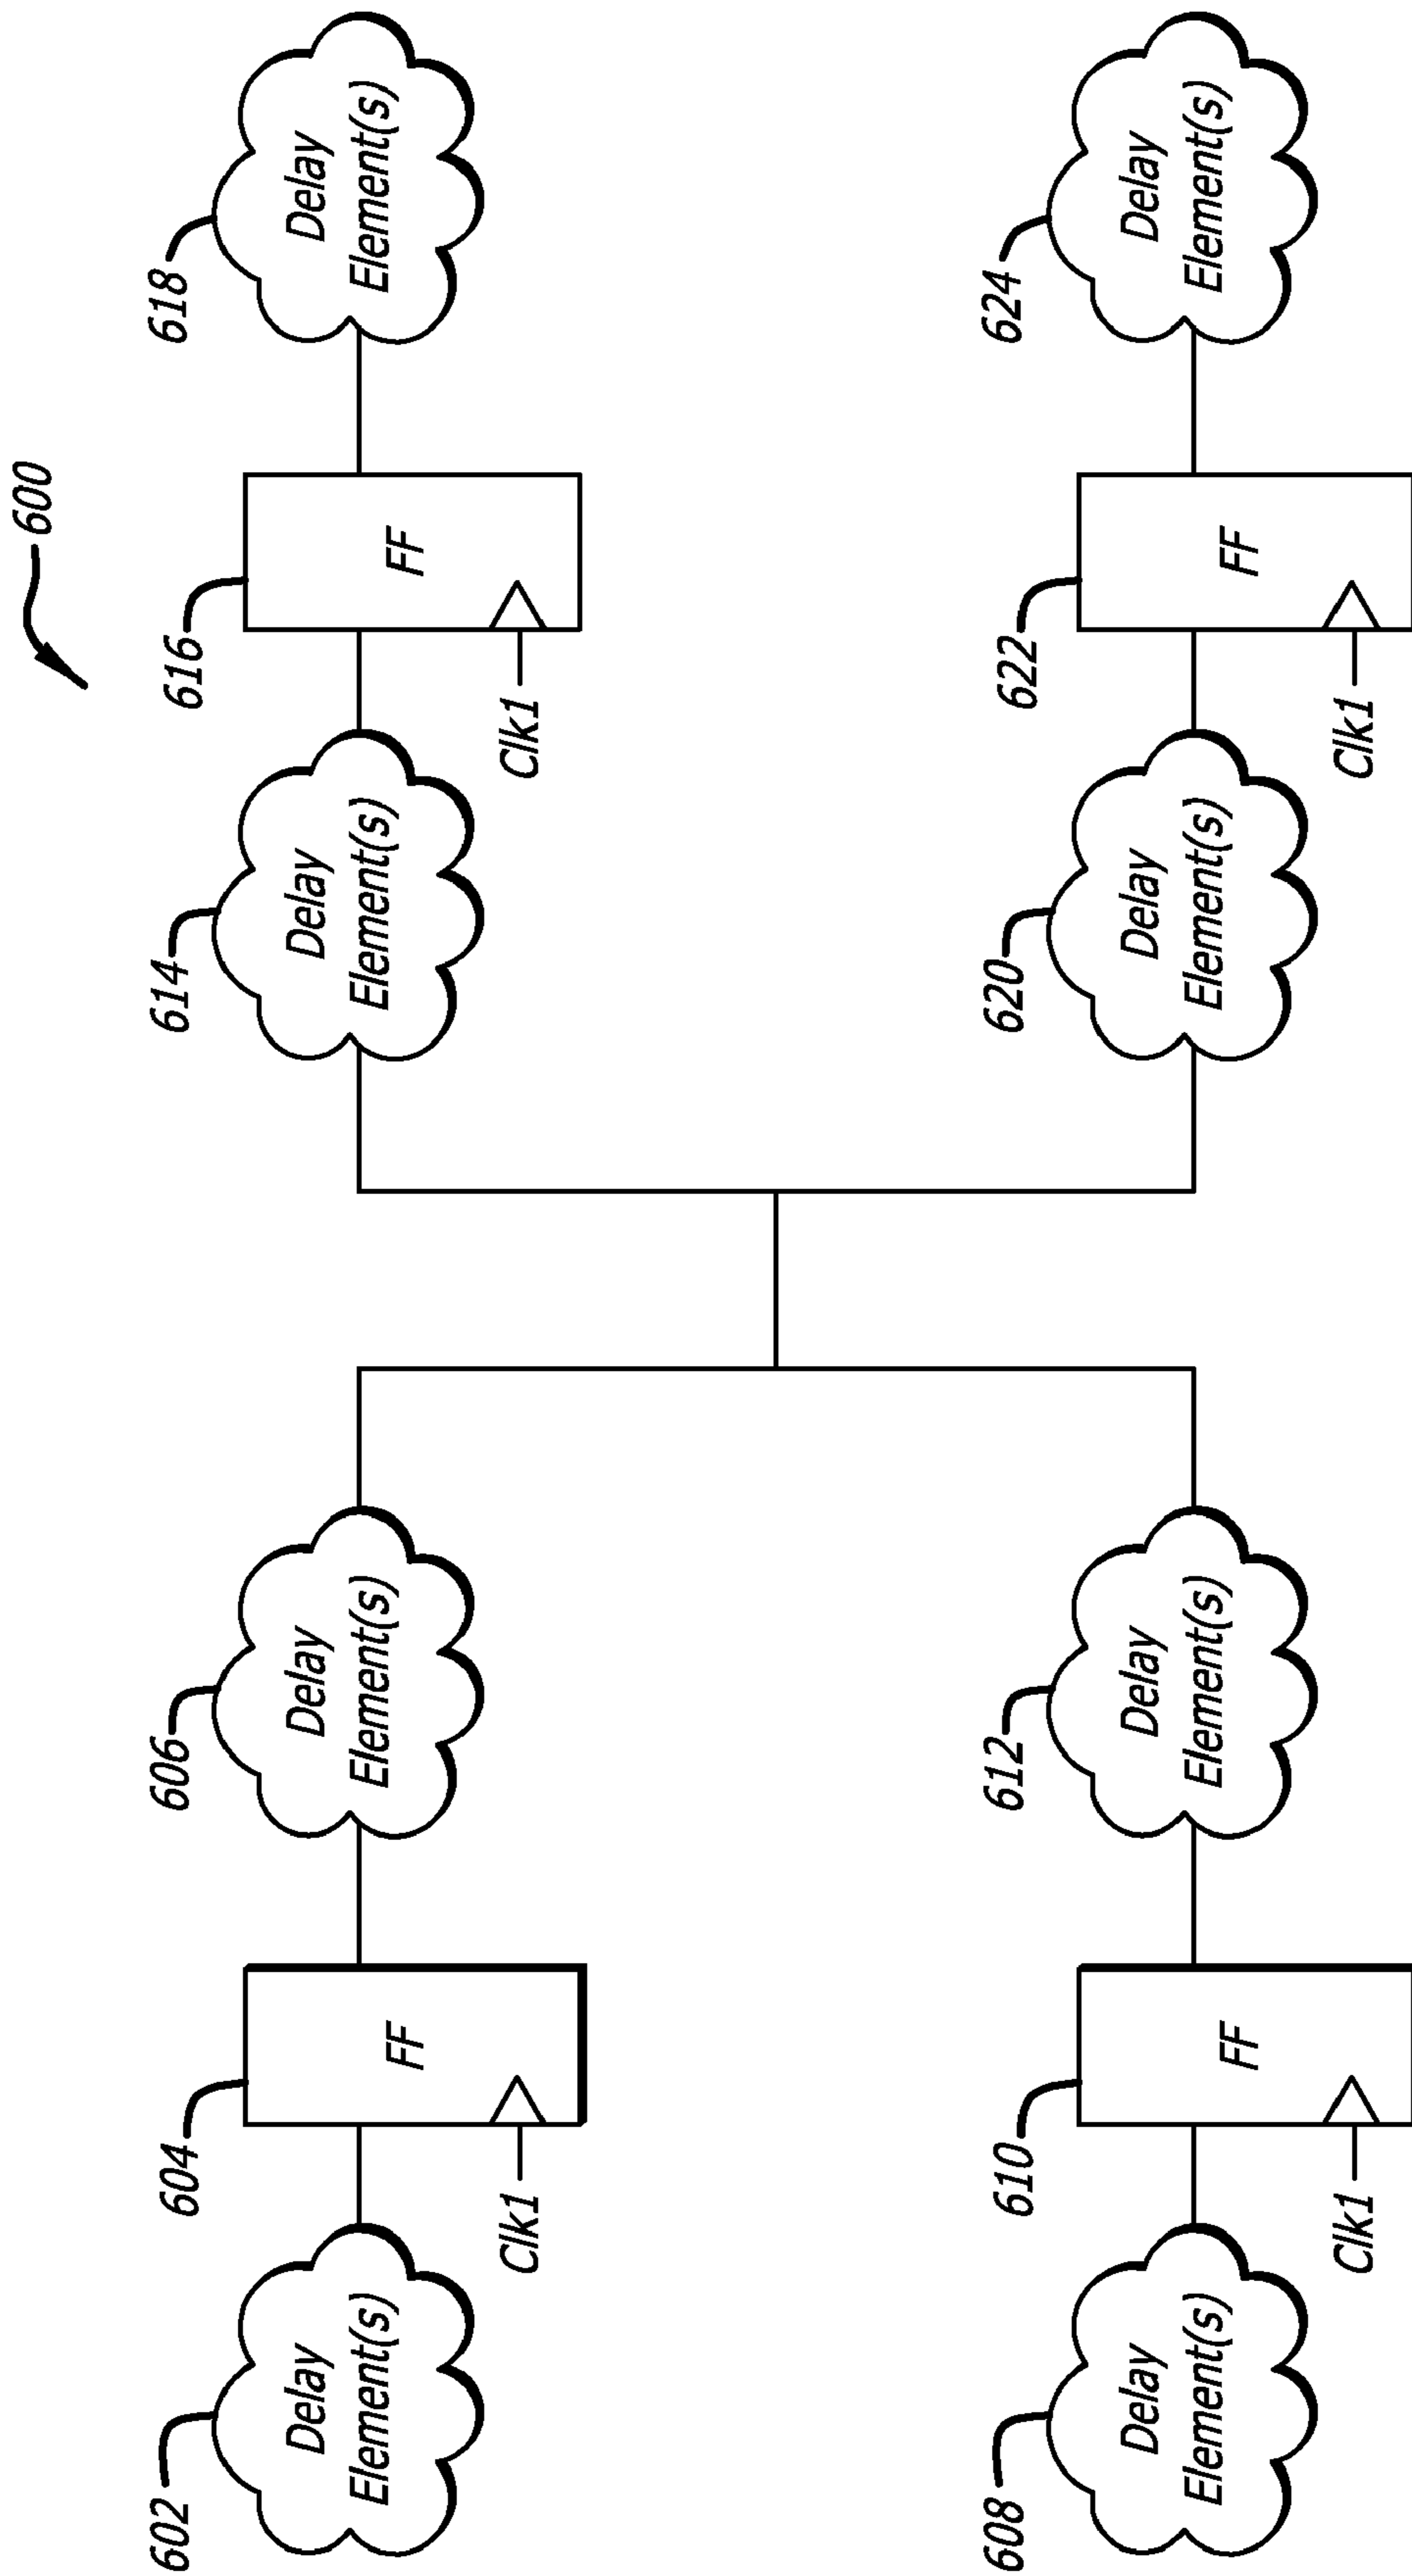 600
602
Delay
Element(s)
604
FF
Clk1
606
Delay
Element(s)
614
Delay
Element(s)
616
FF
Clk1
618
Delay
Element(s)
608
Delay
Element(s)
610
FF
Clk1
612
Delay
Element(s)
620
Delay
Element(s)
622
FF
Clk1
624
Delay
Element(s)